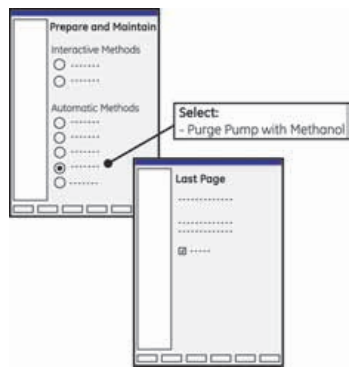 Prepare and Maintain
Interactive Methods
Automatic Methods
Select:
- Purge Pump with Methanol
Last Page